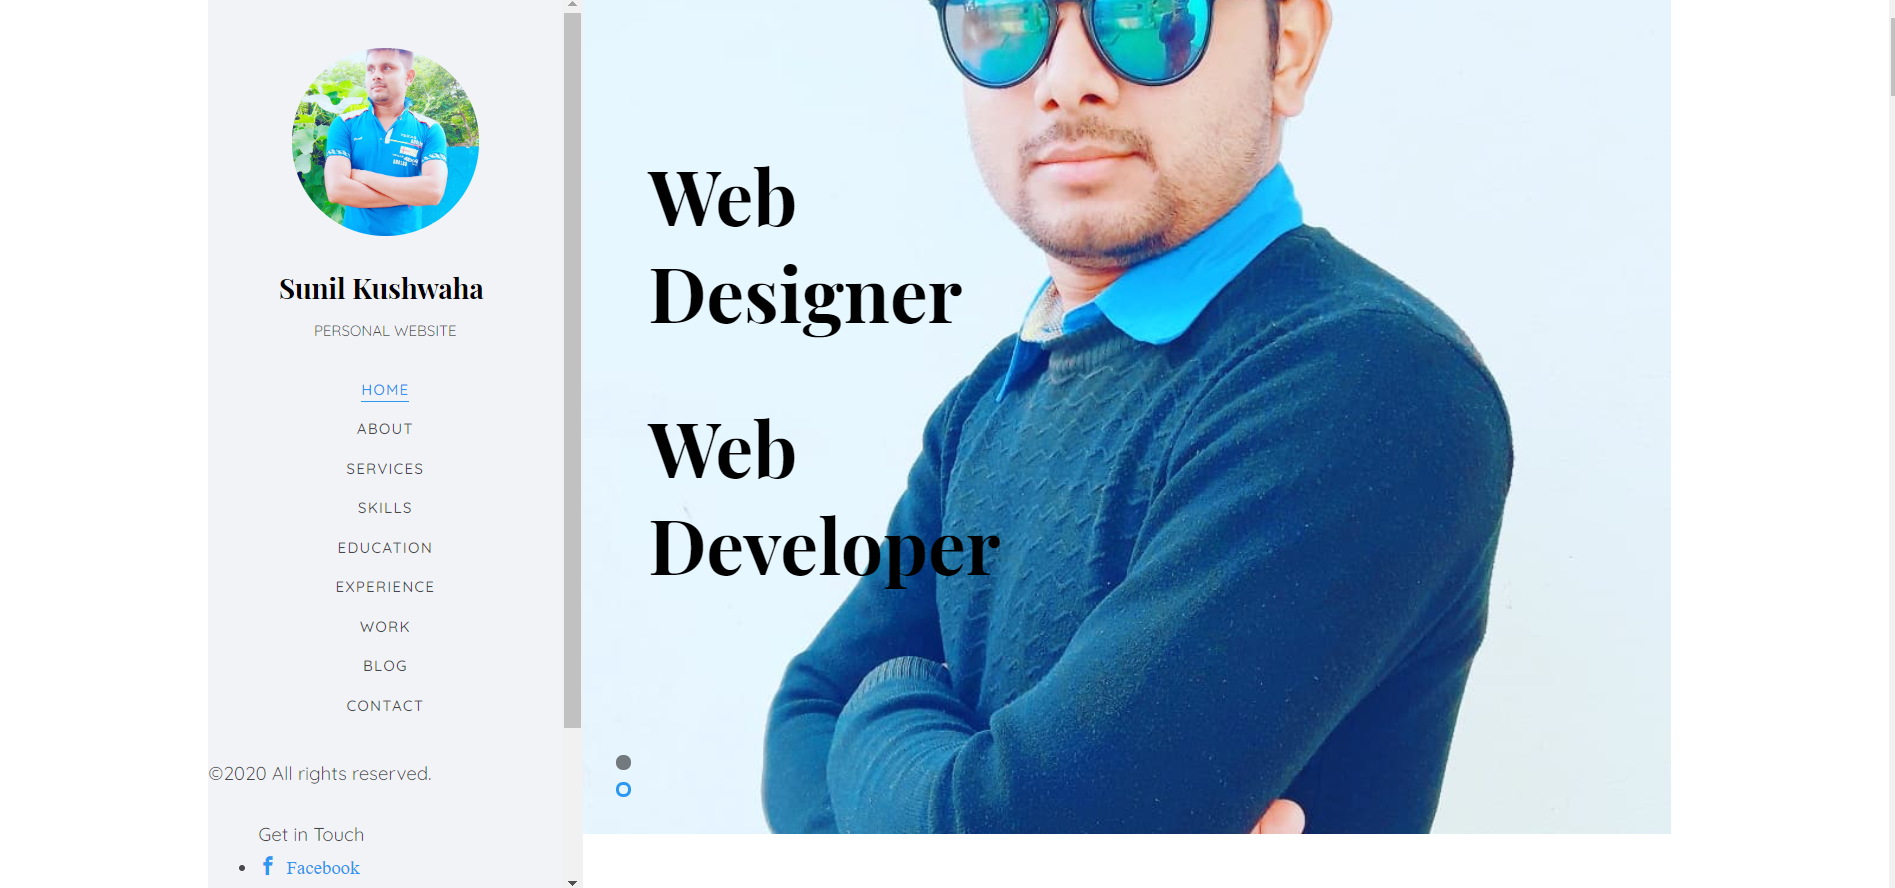 Sunil Kushwaha
PERSONAL WEBSITE
HOME
ABOUT
SERVICES
SKILLS
EDUCATION
EXPERIENCE
WORK
BLOG
CONTACT
©2020 All rights reserved.
Get in Touch
Facebook
Web
Designer
Web
Developer